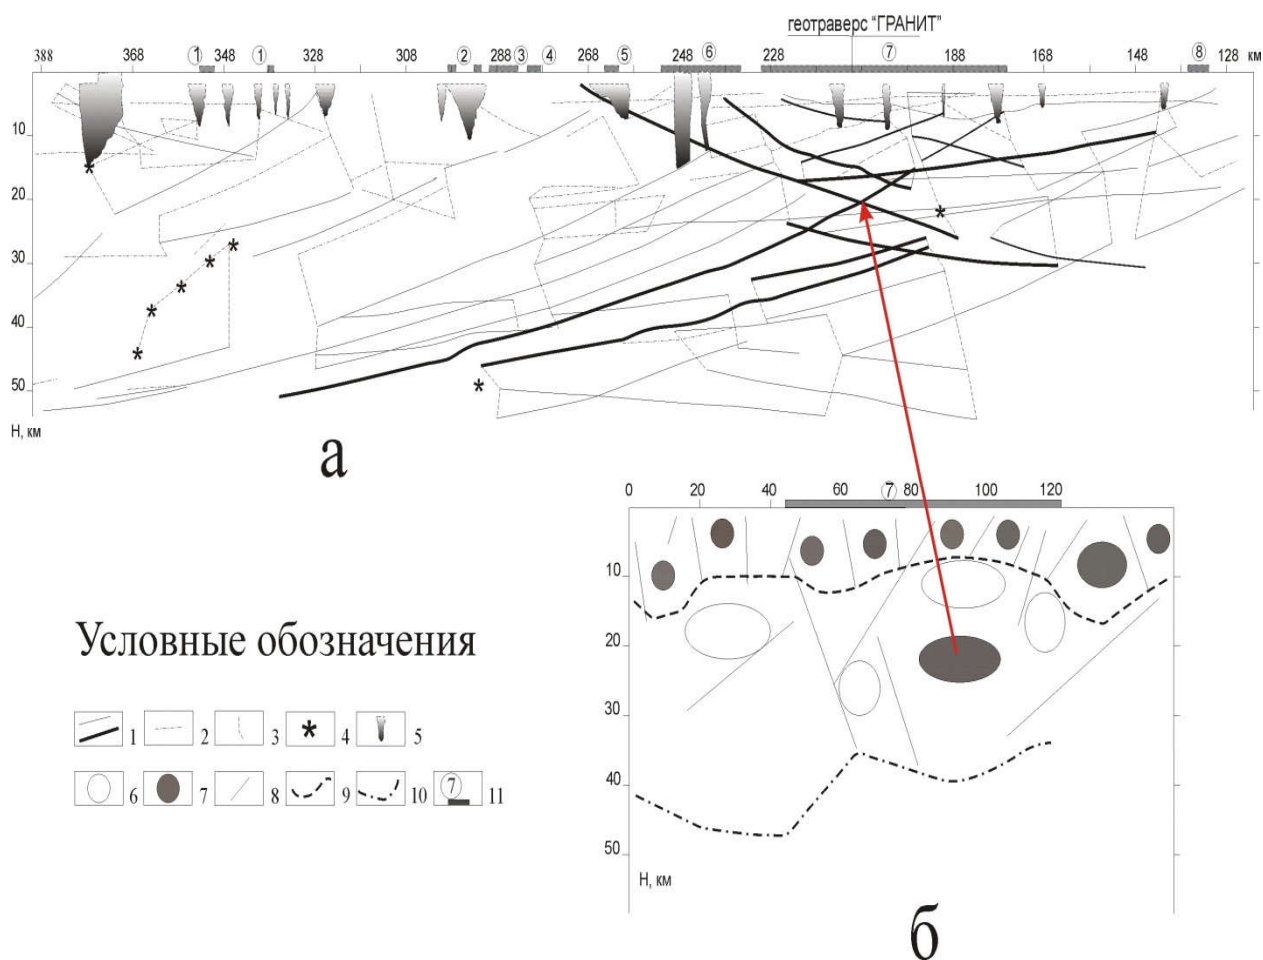 геотраверс “ГРАНИТ”
388 368 ① 348 ① 328 308 ② 288 ③ ④ 268 ⑤ 248 ⑥ 228 ⑦ 188 168 148 ⑧ 128 км
10
20
30
40
50
Н, км
а
0 20 40 60 ⑦ 80 100 120
10
20
30
40
50
Н, км
б
Условные обозначения
1 2 3 * 4 5
6 7 8 9 10 ⑦ 11